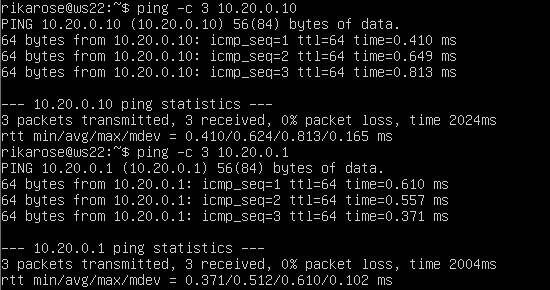 rikarose@ws22:~$ ping -c 3 10.20.0.10
PING 10.20.0.10 (10.20.0.10) 56(84) bytes of data.
64 bytes from 10.20.0.10: icmp_seq=1 ttl=64 time=0.410 ms
64 bytes from 10.20.0.10: icmp_seq=2 ttl=64 time=0.649 ms
64 bytes from 10.20.0.10: icmp_seq=3 ttl=64 time=0.813 ms
--- 10.20.0.10 ping statistics ---
3 packets transmitted, 3 received, 0% packet loss, time 2024ms
rtt min/avg/max/mdev = 0.410/0.624/0.813/0.165 ms
rikarose@ws22:~$ ping -c 3 10.20.0.1
PING 10.20.0.1 (10.20.0.1) 56(84) bytes of data.
64 bytes from 10.20.0.1: icmp_seq=1 ttl=64 time=0.610 ms
64 bytes from 10.20.0.1: icmp_seq=2 ttl=64 time=0.557 ms
64 bytes from 10.20.0.1: icmp_seq=3 ttl=64 time=0.371 ms
--- 10.20.0.1 ping statistics ---
3 packets transmitted, 3 received, 0% packet loss, time 2004ms
rtt min/avg/max/mdev = 0.371/0.512/0.610/0.102 ms